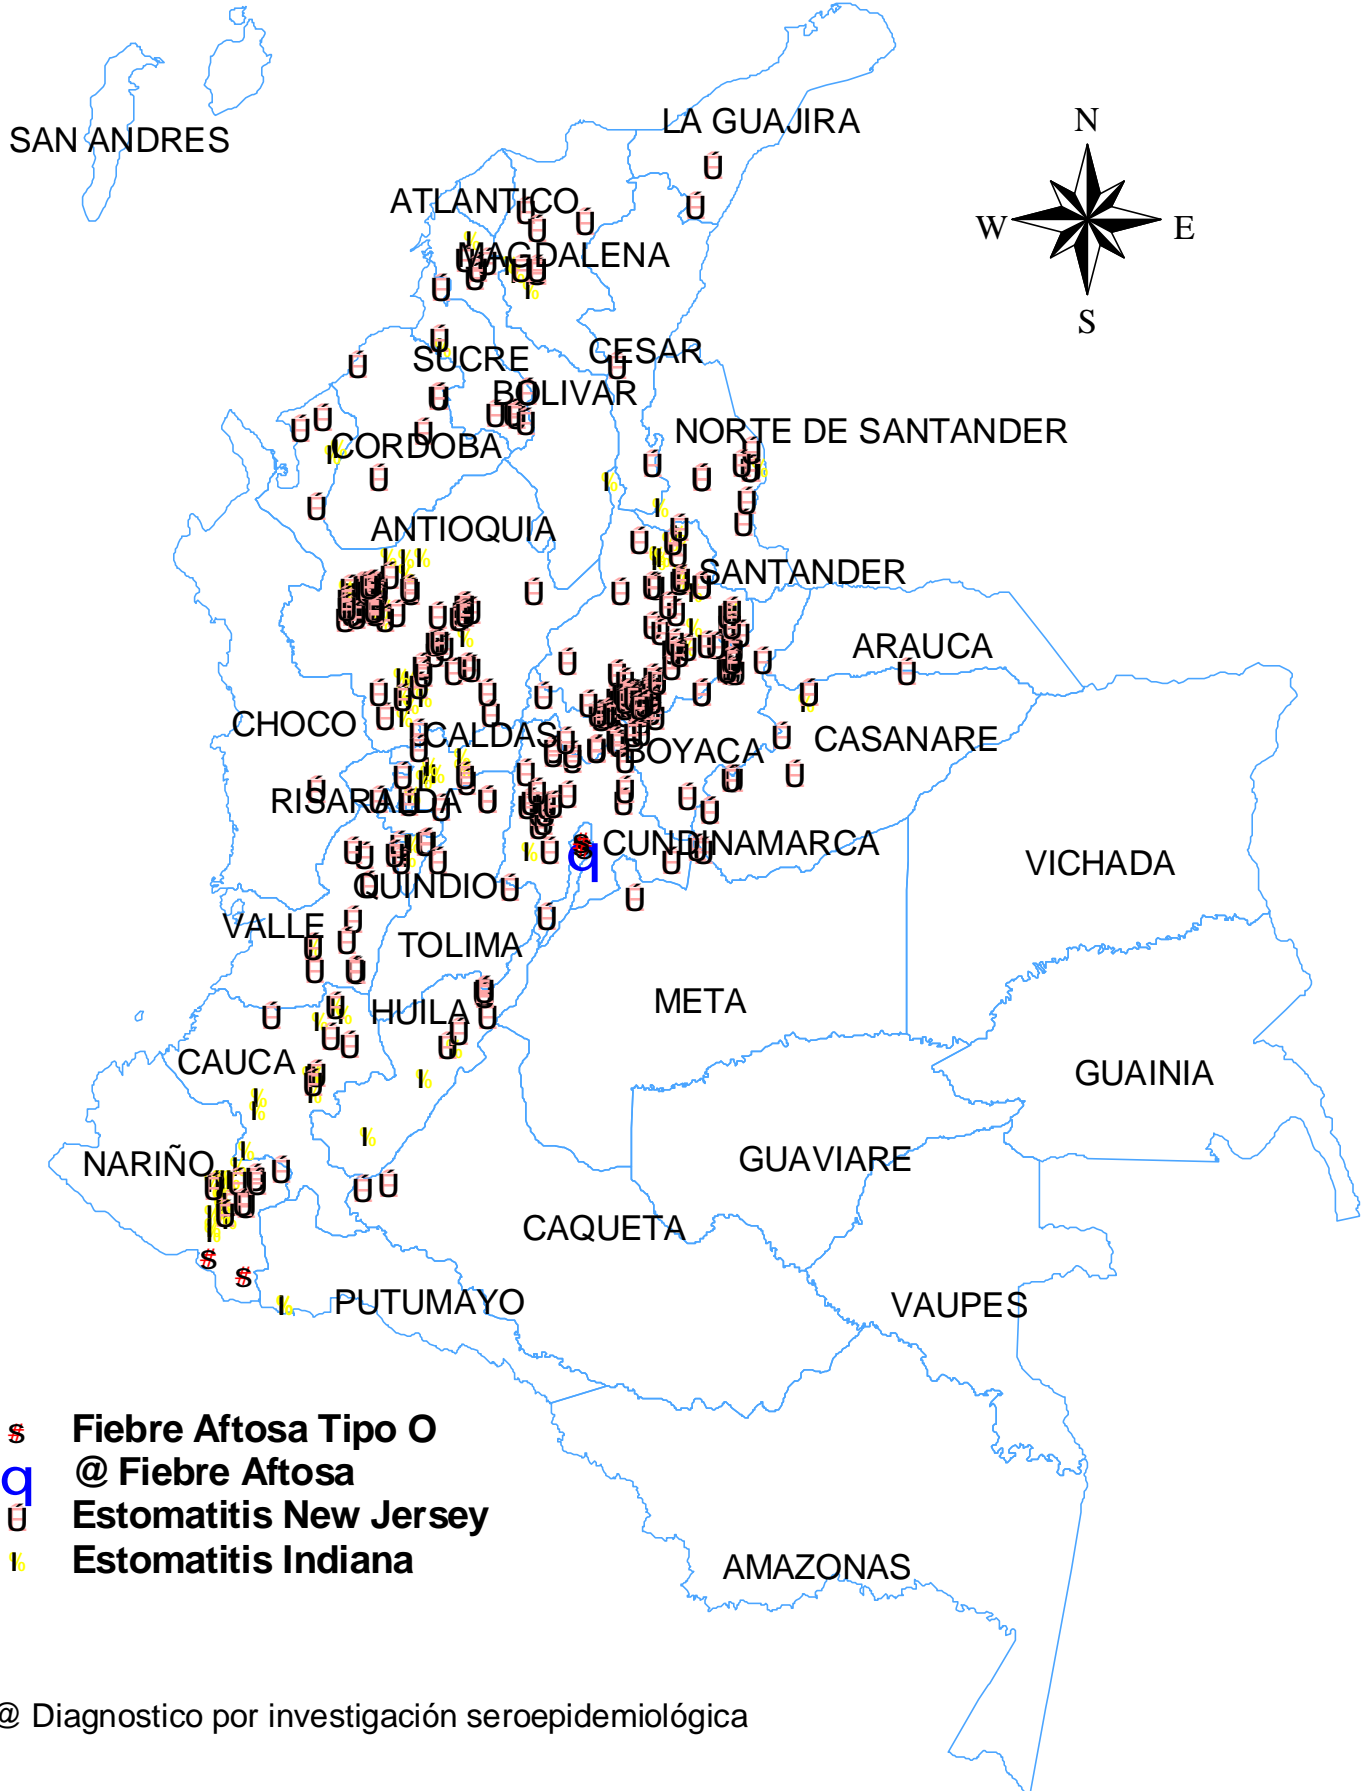 LA GUAJIRA
N
SAN ANDRES
ATLANTICO
W
E
MAGDALENA
S
SUCRE
CESAR
BOLIVAR
NORTE DE SANTANDER
CORDOBA
ANTIOQUIA
SANTANDER
ARAUCA
CHOCO
CALDAS
BOYACA
CASANARE
RISARALDA
CUNDINAMARCA
VICHADA
QUINDIO
VALLE
TOLIMA
META
HUILA
CAUCA
GUAINIA
NARIÑO
GUAVIARE
CAQUETA
PUTUMAYO
VAUPES
Fiebre Aftosa Tipo O
q @ Fiebre Aftosa
Ú Estomatitis New Jersey
Estomatitis Indiana
AMAZONAS
@ Diagnostico por investigación seroepidemiológica